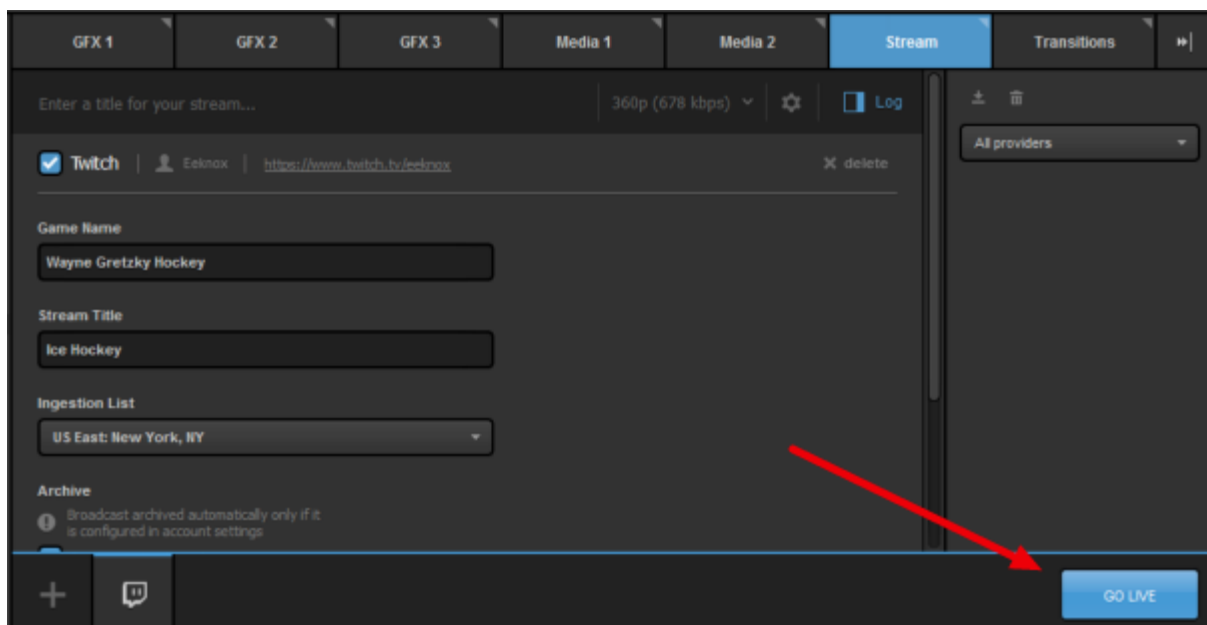 GFX 1 GFX 2 GFX 3 Media 1 Media 2 Stream Transitions
Enter a title for your stream... 360p (678 kbps) Log
All providers
Twitch Eeknox https://www.twitch.tv/eeknox delete
Game Name
Wayne Gretzky Hockey
Stream Title
Ice Hockey
Ingestion List
US East: New York, NY
Archive
Broadcast archived automatically only if it
is configured in account settings
GO LIVE